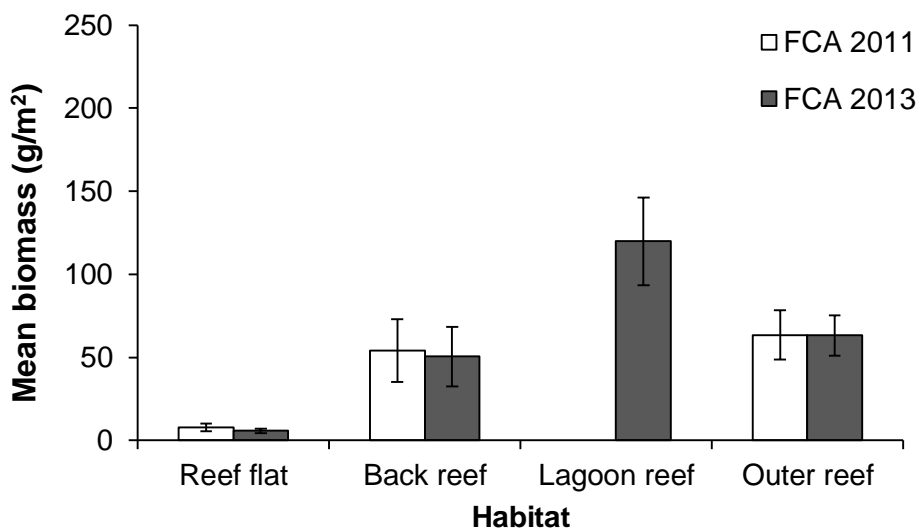 Mean biomass (g/m²)
250
200
150
100
50
0
FCA 2011
FCA 2013
Reef flat
Back reef
Lagoon reef
Outer reef
Habitat